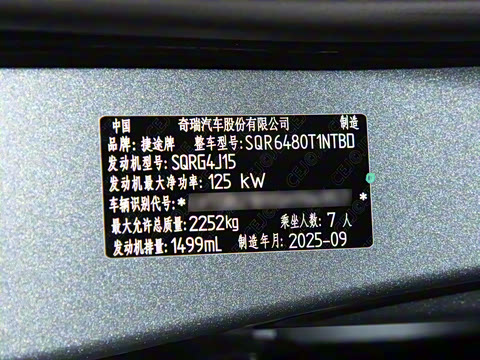 中国 奇瑞汽车股份有限公司 制造
品牌: 捷途牌 整车型号: SQR6480T1NTBD
发动机型号: SQRG4J15
发动机最大净功率: 125 kW
车辆识别代号: * *
最大允许总质量: 2252kg 乘坐人数: 7 人
发动机排量: 1499mL 制造年月: 2025-09